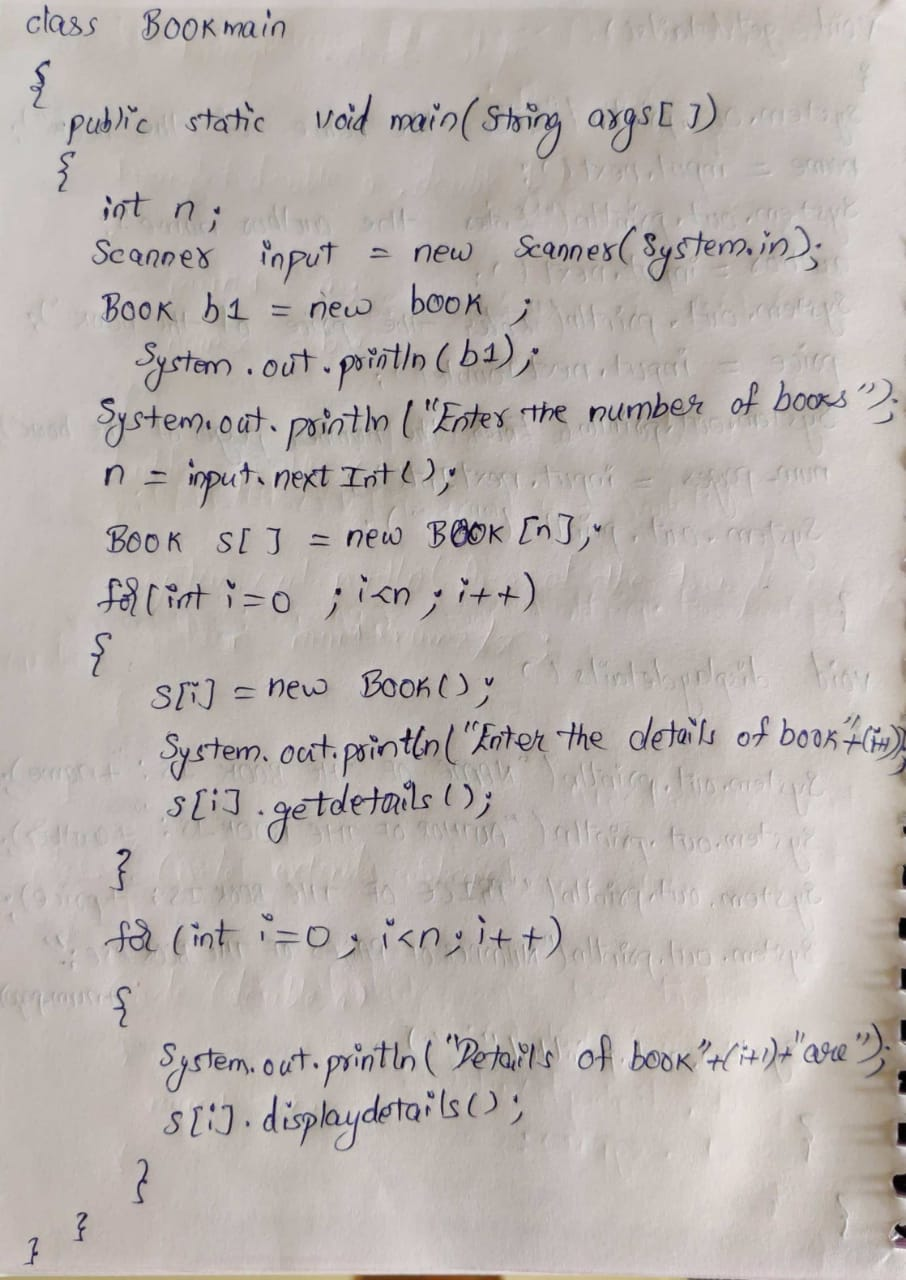 class Bookmain
{
public static void main(String args[])
{
int n;
Scanner input = new Scanner(System.in);
Book b1 = new book ;
System.out.println(b1);
System.out.println("Enter the number of books");
n = input.next Int();
Book s[] = new Book [n];
for(int i=0 ; i<n ; i++)
{
s[i] = new Book();
System.out.println("Enter the details of book"+(i+1));
s[i].getdetails();
}
for (int i=0 ; i<n ; i++)
{
System.out.println("Details of book"+(i+1)+"are");
s[i].displaydetails();
}
}
}